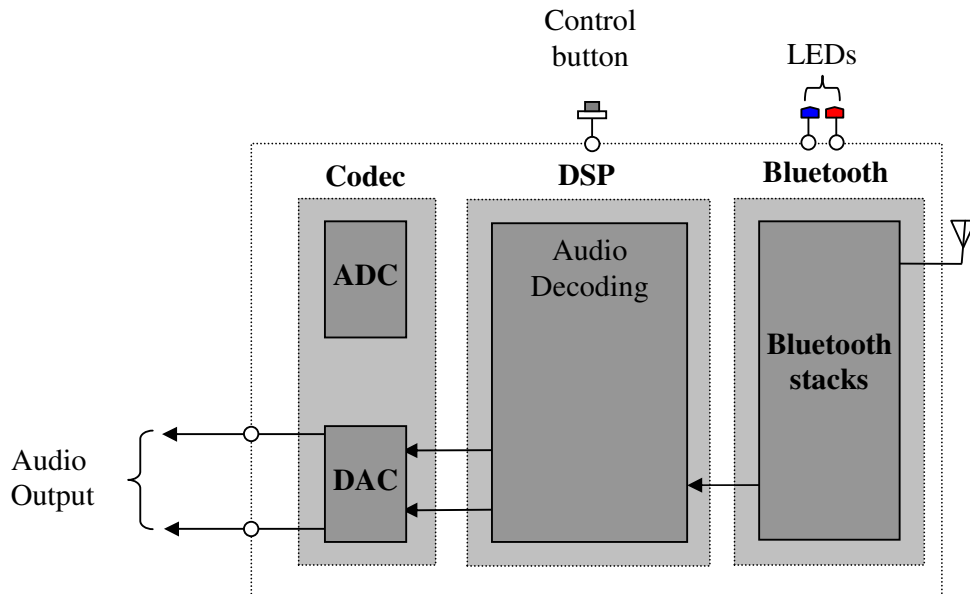 Control
button
LEDs
Codec
DSP
Bluetooth
ADC
Audio
Decoding
Bluetooth
stacks
Audio
Output
DAC